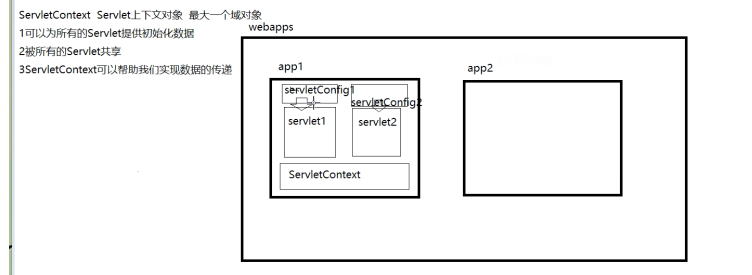 ServletContext Servlet上下文对象 最大一个域对象
1可以为所有的Servlet提供初始化数据
2被所有的Servlet共享
3ServletContext可以帮助我们实现数据的传递
webapps
app1
app2
servletConfig1
servletConfig2
servlet1
servlet2
ServletContext